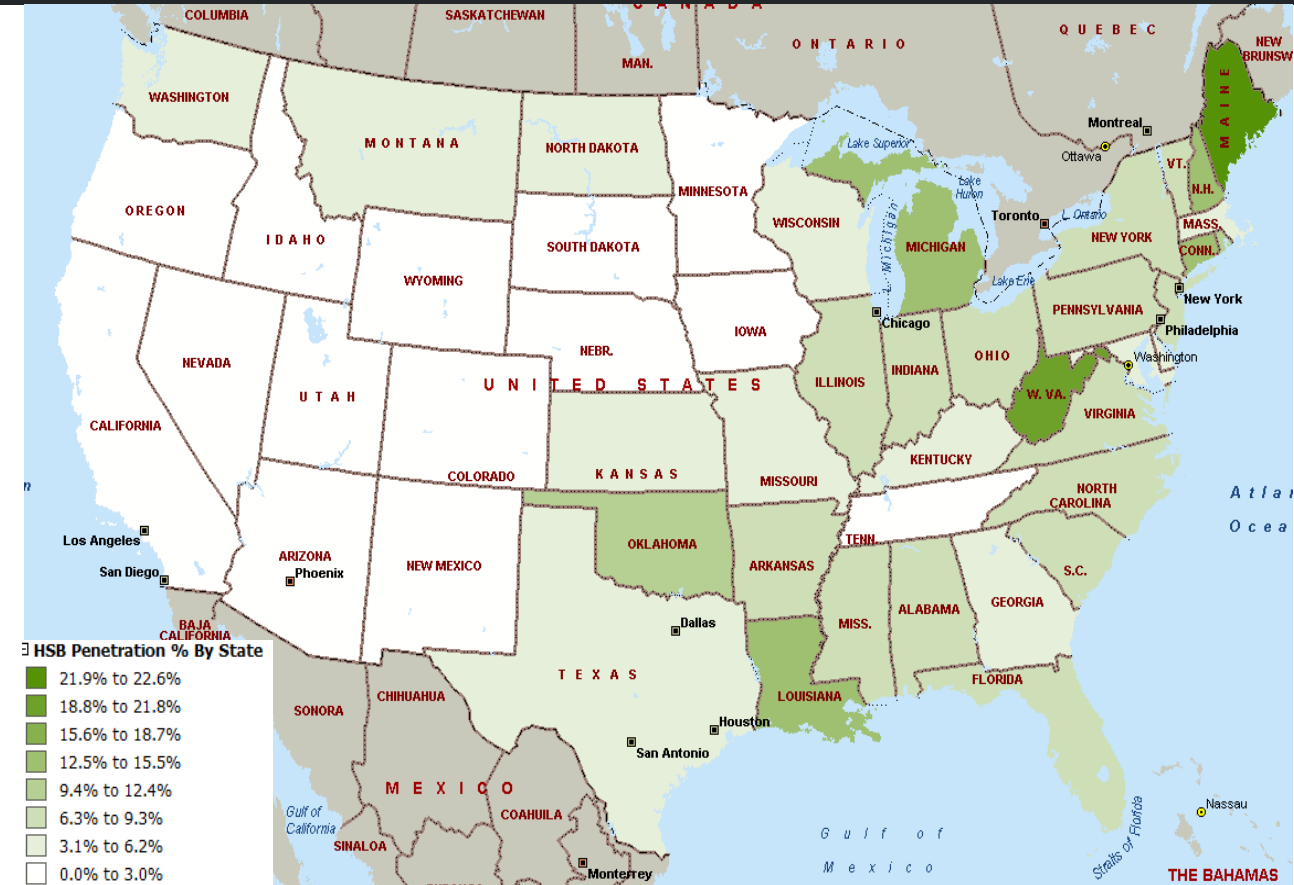 CANADA
COLUMBIA
SASKATCHEWAN
MAN.
ONTARIO
QUEBEC
NEW
BRUNSW
MAINE
WASHINGTON
MONTANA
NORTH DAKOTA
MINNESOTA
Lake Superior
Montreal
Ottawa
VT.
N.H.
Lake
Huron
Toronto
L. Ontario
MASS.
OREGON
IDAHO
SOUTH DAKOTA
WISCONSIN
L. Michigan
MICHIGAN
NEW YORK
CONN.
WYOMING
Lake Erie
New York
PENNSYLVANIA
Philadelphia
IOWA
Chicago
NEBR.
NEVADA
UTAH
UNITED STATES
ILLINOIS
INDIANA
OHIO
Washington
W. VA.
VIRGINIA
CALIFORNIA
COLORADO
KANSAS
MISSOURI
KENTUCKY
NORTH
CAROLINA
n
Atlan
Ocea
Los Angeles
San Diego
ARIZONA
Phoenix
NEW MEXICO
OKLAHOMA
ARKANSAS
TENN.
S.C.
MISS.
ALABAMA
GEORGIA
BAJA
CALIFORNIA
Dallas
TEXAS
LOUISIANA
FLORIDA
Houston
San Antonio
HSB Penetration % By State
21.9% to 22.6%
18.8% to 21.8%
15.6% to 18.7%
12.5% to 15.5%
9.4% to 12.4%
6.3% to 9.3%
3.1% to 6.2%
0.0% to 3.0%
SONORA
CHIHUAHUA
MEXICO
COAHUILA
Gulf of
California
SINALOA
Monterrey
Gulf of
Mexico
Straits of Florida
Nassau
THE BAHAMAS